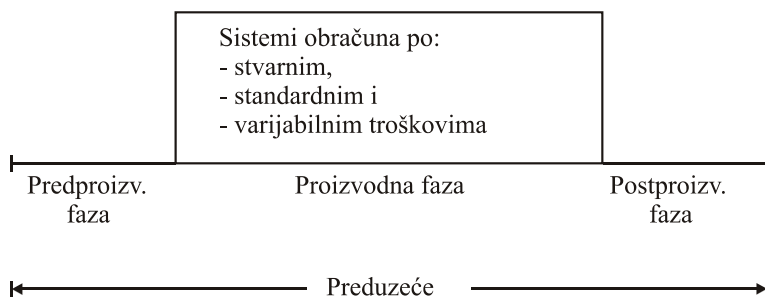 Sistemi obračuna po:
- stvarnim,
- standardnim i
- varijabilnim troškovima
Predproizv.
faza
Proizvodna faza
Postproizv.
faza
Preduzeće